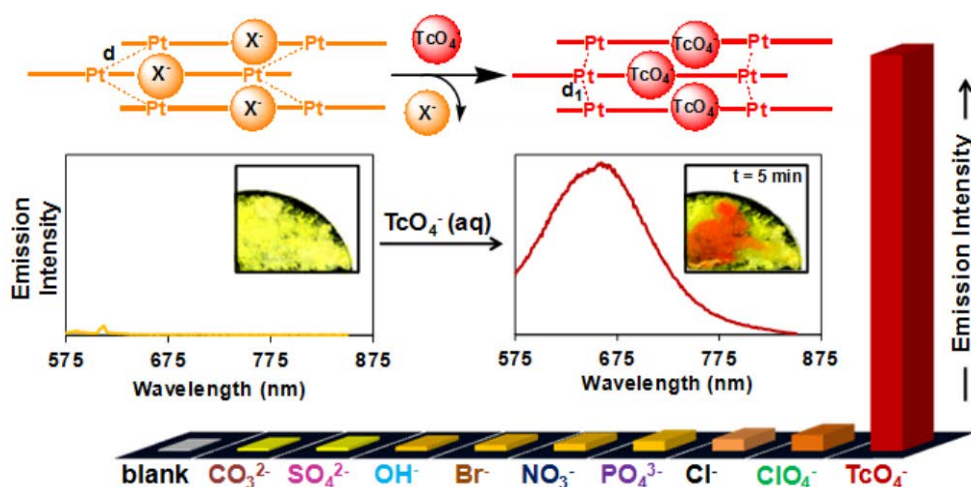 Pt X⁻ Pt
d
Pt X⁻ Pt
Pt X⁻ Pt
TcO₄⁻
X⁻
Pt TcO₄⁻ Pt
Pt TcO₄⁻ Pt
d₁
Pt TcO₄⁻ Pt
Emission
Intensity
575 675 775 875
Wavelength (nm)
TcO₄⁻ (aq)
t = 5 min
575 675 775 875
Wavelength (nm)
Emission Intensity
blank CO₃²⁻ SO₄²⁻ OH⁻ Br⁻ NO₃⁻ PO₄³⁻ Cl⁻ ClO₄⁻ TcO₄⁻